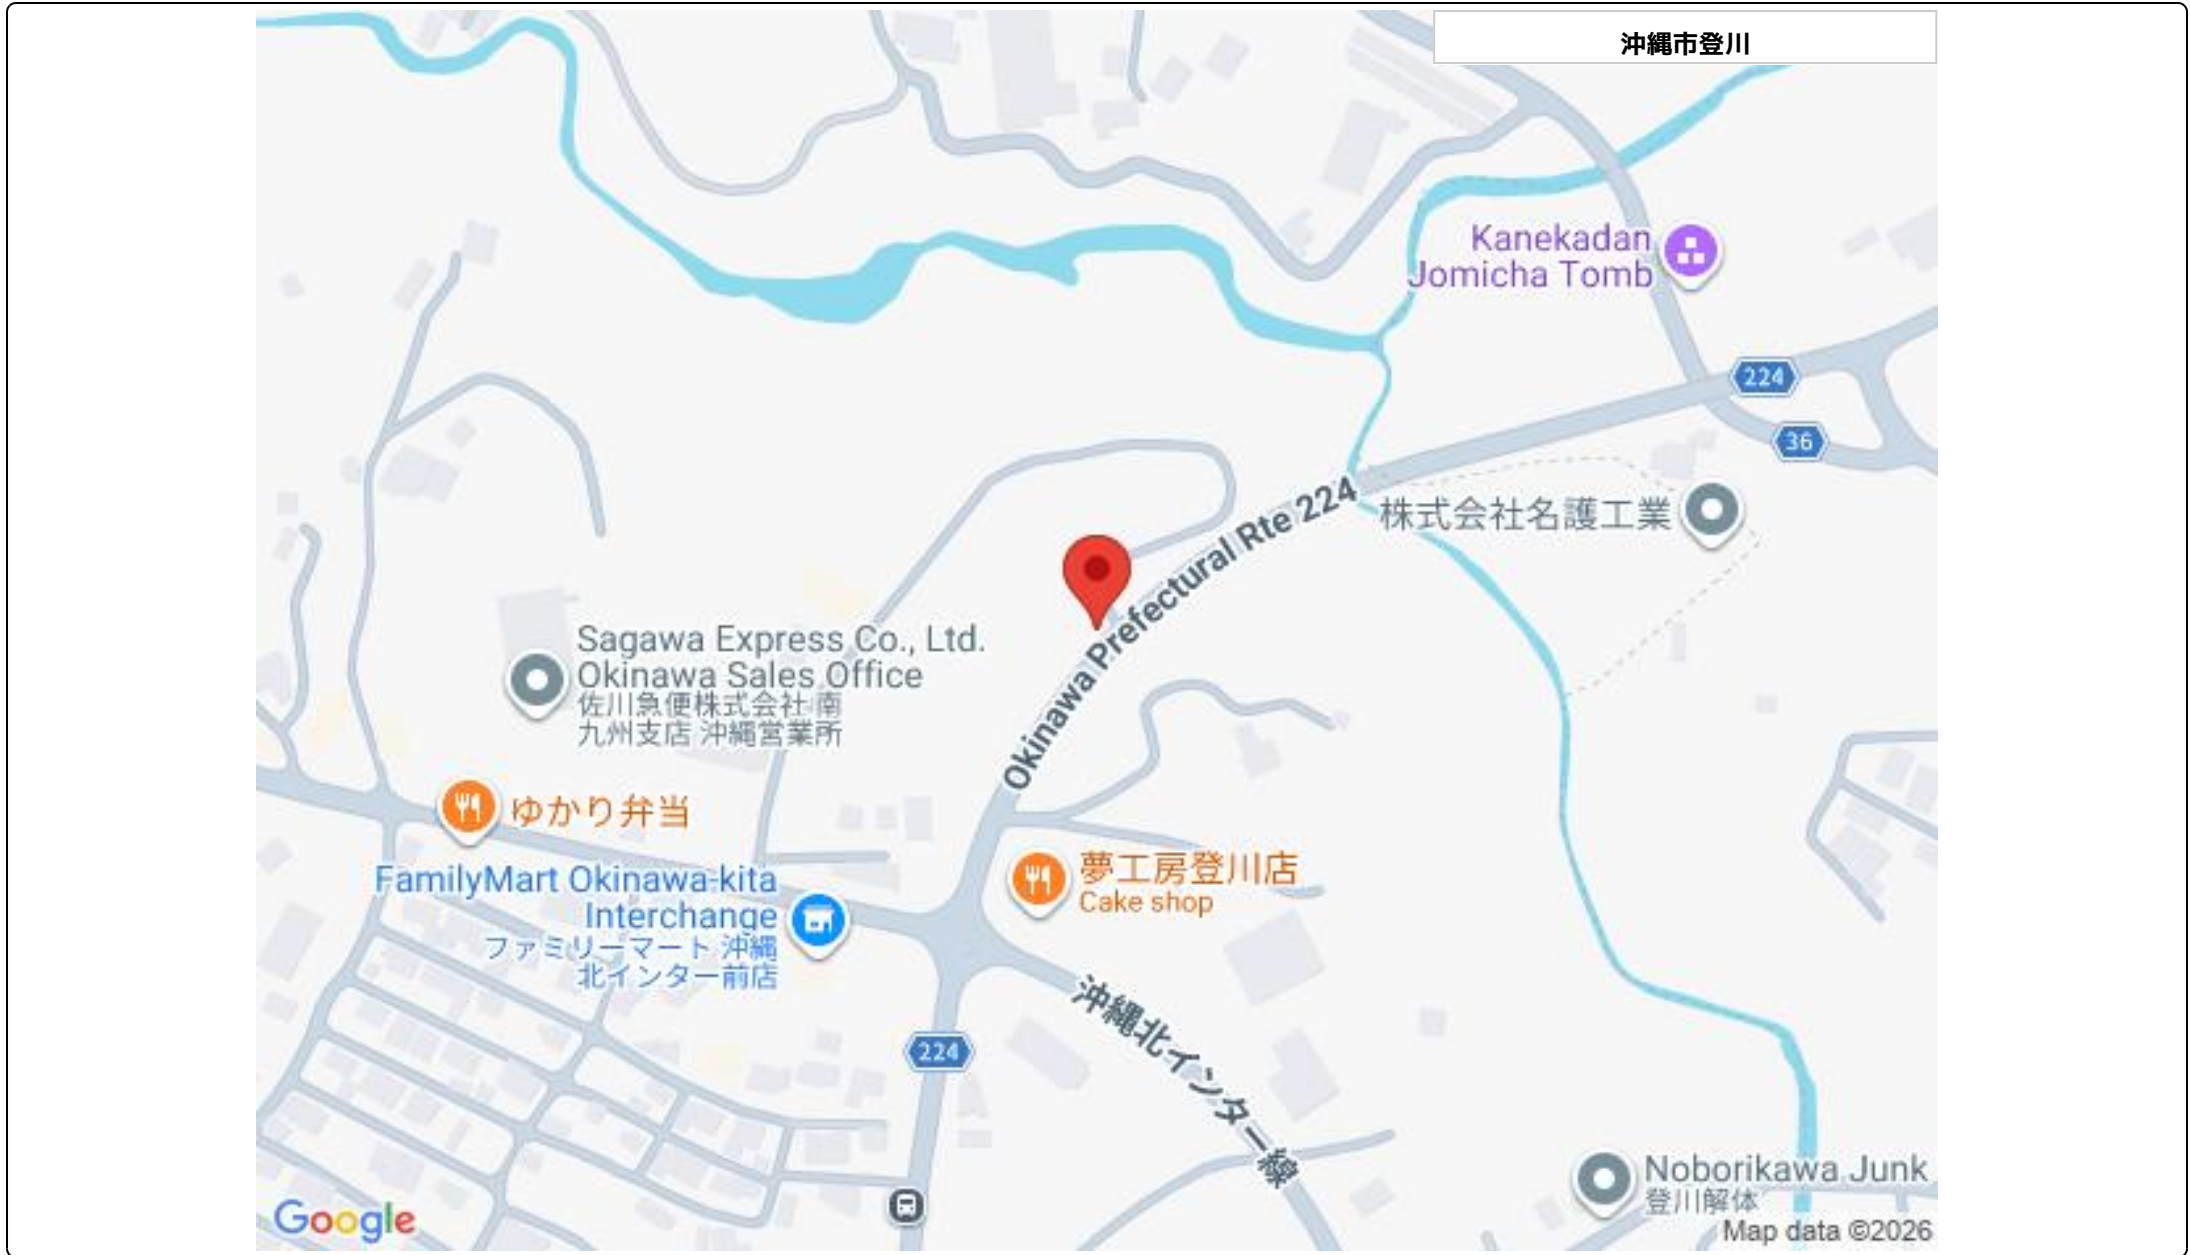 沖縄市登川
Kanekadan
Jomicha Tomb
224
36
Okinawa Prefectural Rte 224
株式会社名護工業
Sagawa Express Co., Ltd.
Okinawa Sales Office
佐川急便株式会社 南
九州支店 沖縄営業所
ゆかり弁当
FamilyMart Okinawa-kita
Interchange
ファミリーマート 沖縄
北インター前店
夢工房登川店
Cake shop
沖縄北インター線
224
Noborikawa Junk
登川解体
Google
Map data ©2026